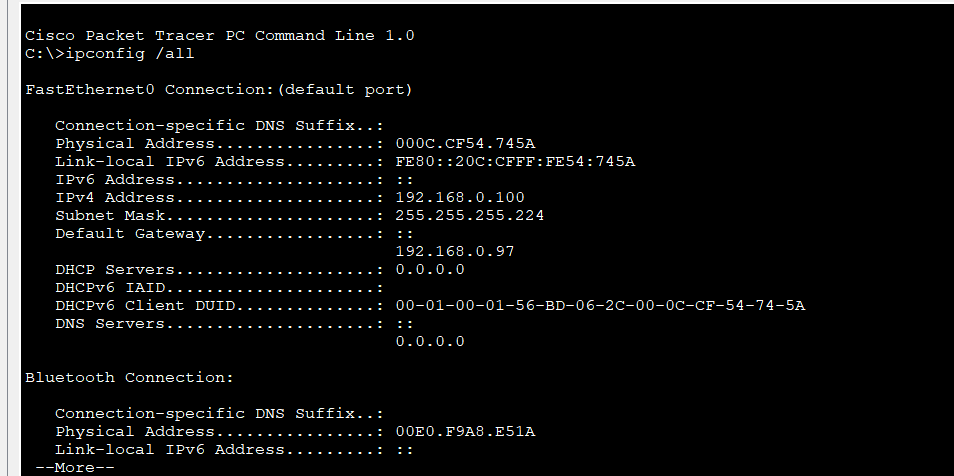 Cisco Packet Tracer PC Command Line 1.0
C:\>ipconfig /all
FastEthernet0 Connection:(default port)
Connection-specific DNS Suffix..:
Physical Address................: 000C.CF54.745A
Link-local IPv6 Address.........: FE80::20C:CFFF:FE54:745A
IPv6 Address....................: ::
IPv4 Address....................: 192.168.0.100
Subnet Mask.....................: 255.255.255.224
Default Gateway.................: ::
192.168.0.97
DHCP Servers....................: 0.0.0.0
DHCPv6 IAID.....................:
DHCPv6 Client DUID..............: 00-01-00-01-56-BD-06-2C-00-0C-CF-54-74-5A
DNS Servers.....................: ::
0.0.0.0
Bluetooth Connection:
Connection-specific DNS Suffix..:
Physical Address................: 00E0.F9A8.E51A
Link-local IPv6 Address.........: ::
--More--